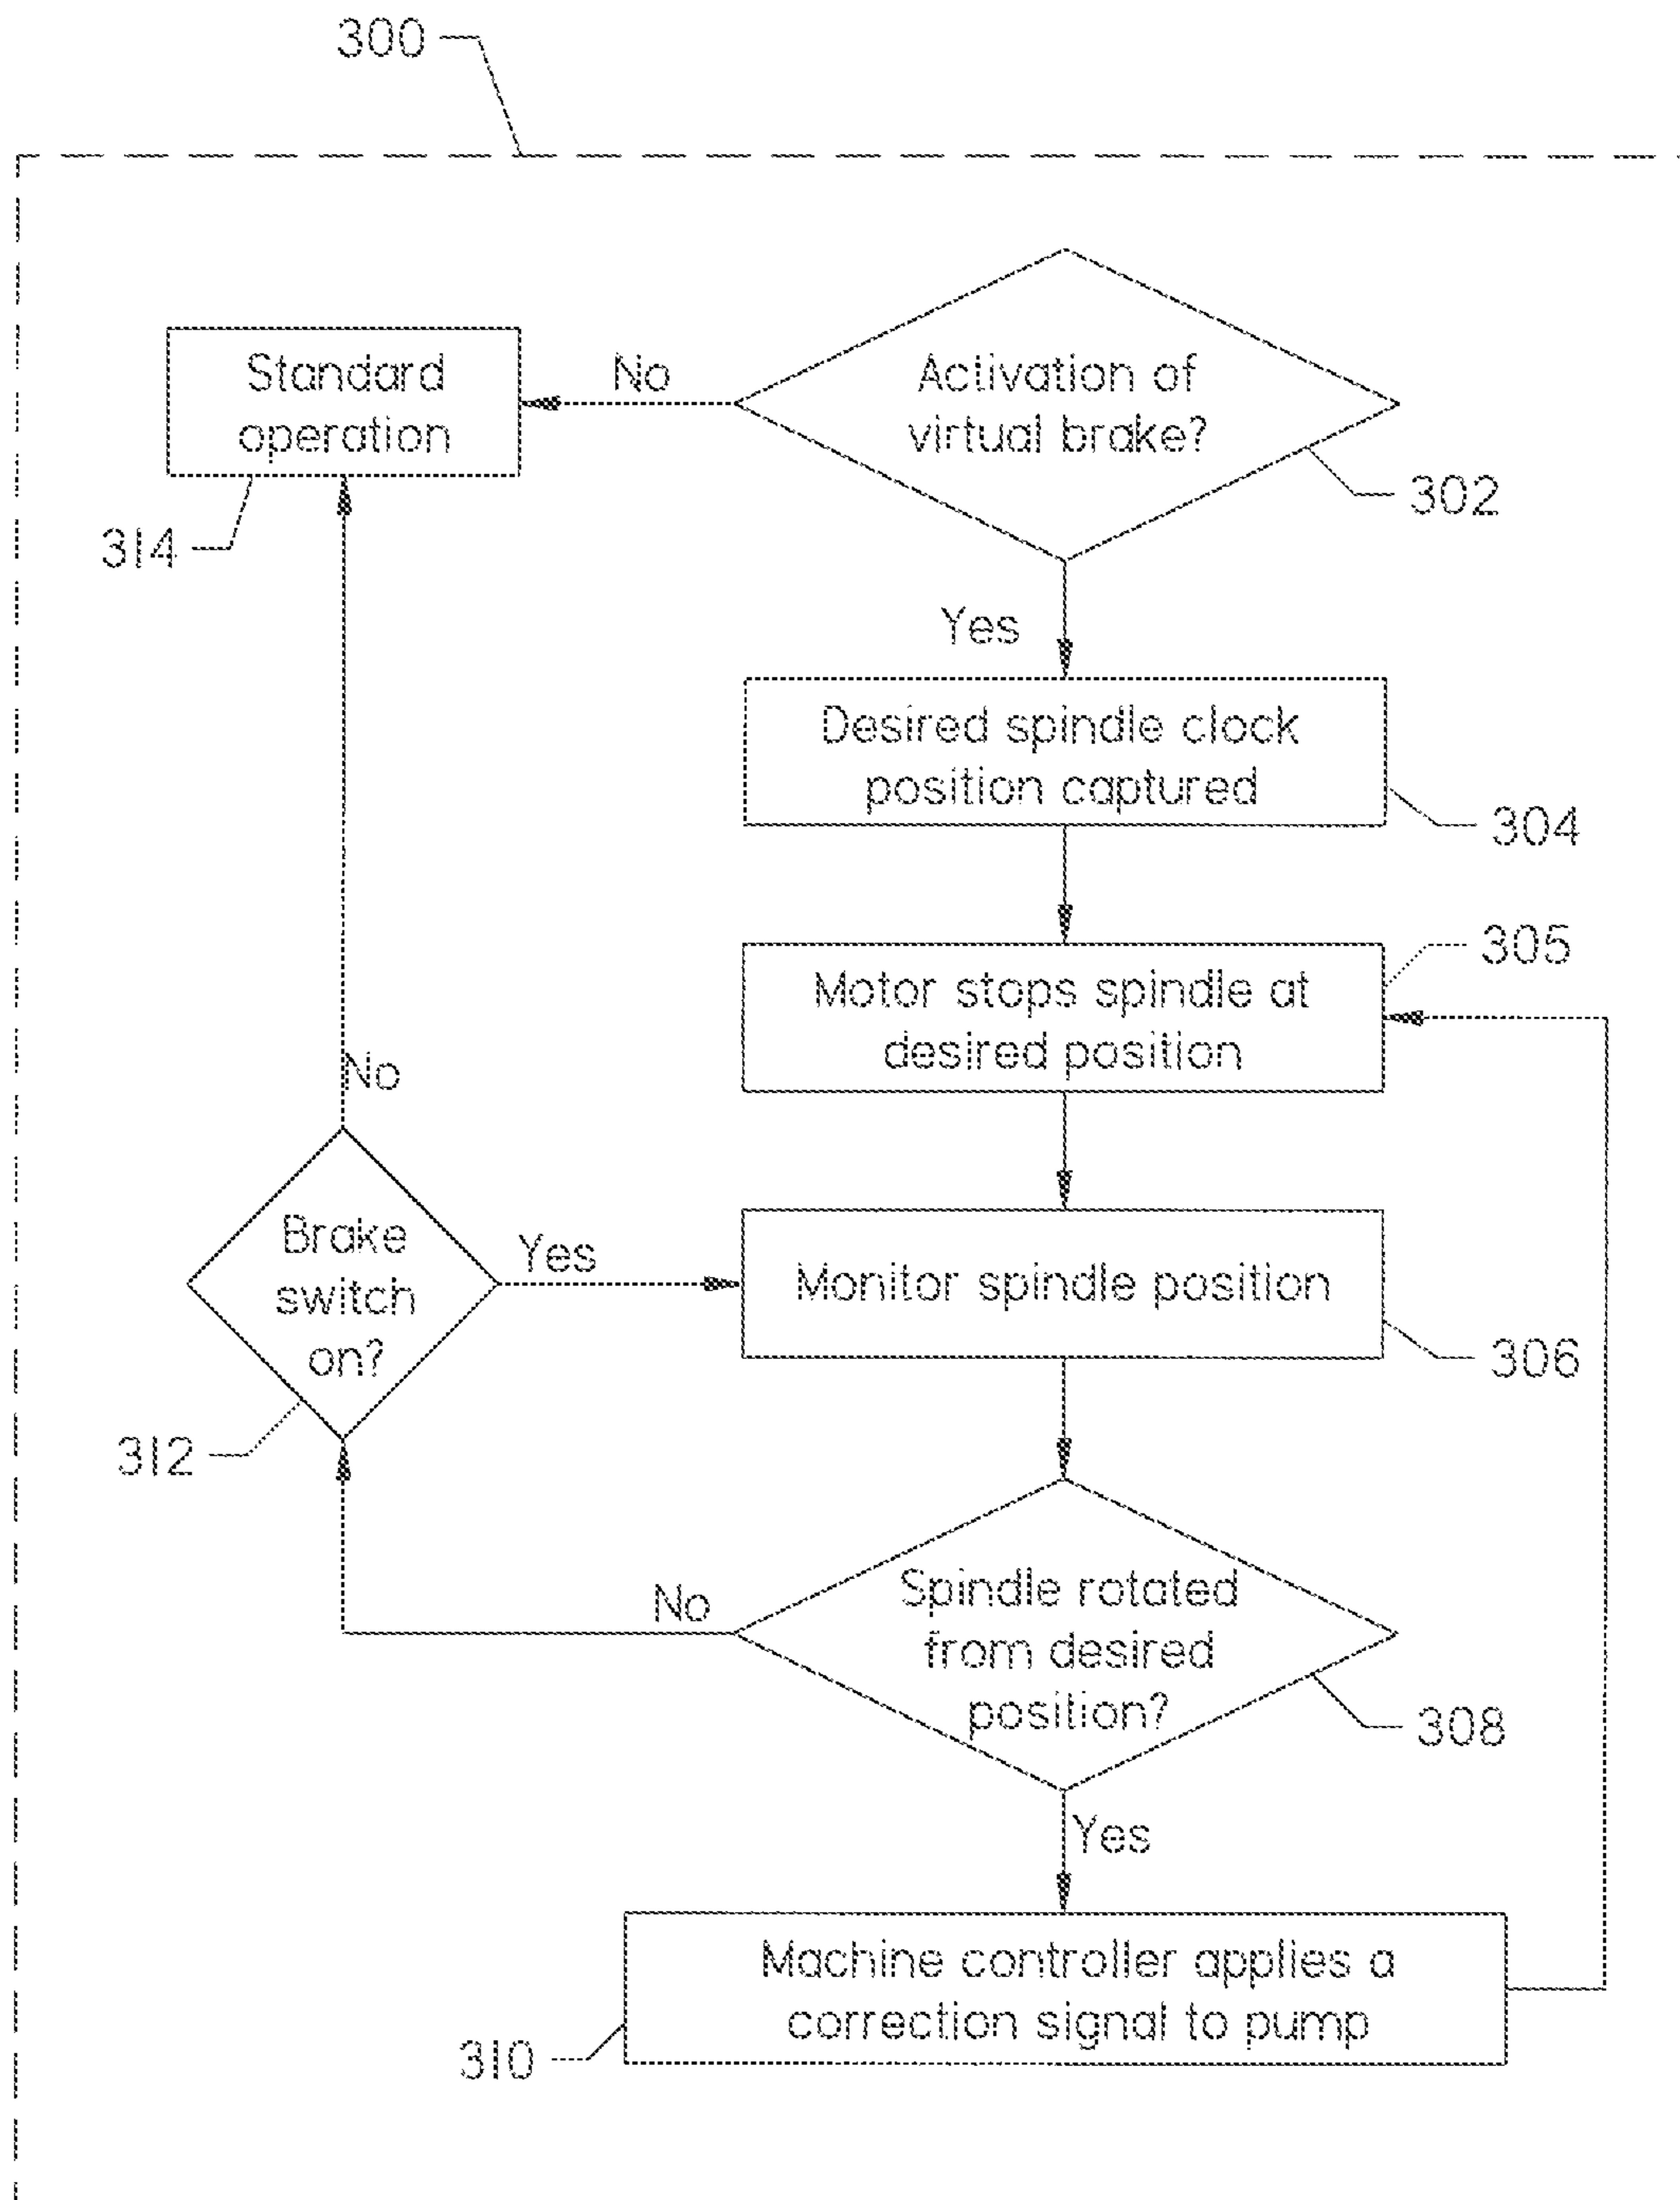 300
Activation of
virtual brake?
302
No
Standard
operation
314
Yes
Desired spindle clock
position captured
304
Motor stops spindle at
desired position
305
Monitor spindle position
306
Spindle rotated
from desired
position?
308
No
Brake
switch
on?
312
Yes
No
Yes
Machine controller applies a
correction signal to pump
310